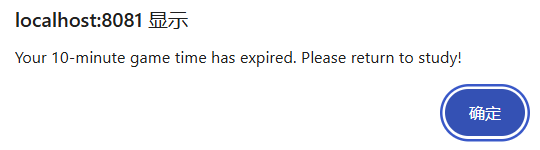 localhost:8081 显示
Your 10-minute game time has expired. Please return to study!
确定